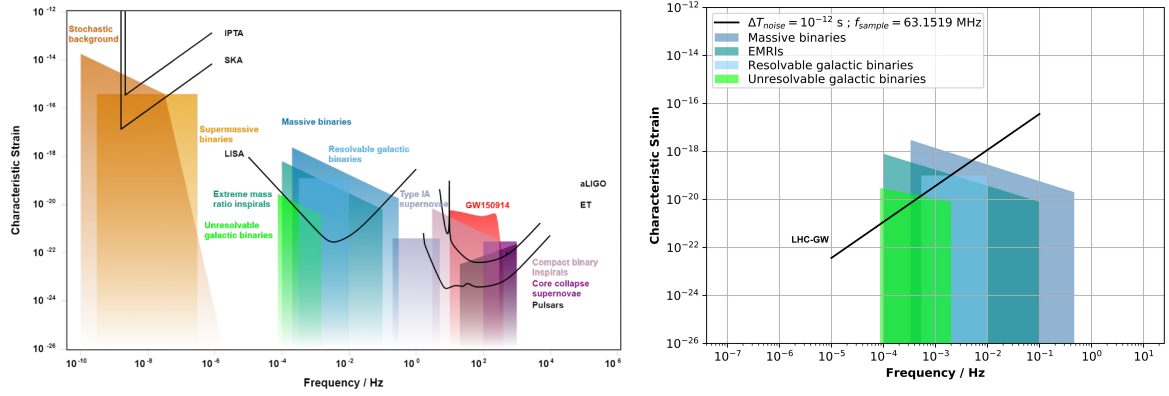 Stochastic
background
IPTA
SKA
Supermassive
binaries
Massive binaries
LISA
Resolvable galactic
binaries
Extreme mass
ratio inspirals
Type IA
supernovae
Unresolvable
galactic binaries
GW150914
aLIGO
ET
Compact binary
inspirals
Core collapse
supernovae
Pulsars
Characteristic Strain
10^-12
10^-14
10^-16
10^-18
10^-20
10^-22
10^-24
10^-26
10^-10
10^-8
10^-6
10^-4
10^-2
10^0
10^2
10^4
10^6
Frequency / Hz
ΔT_noise = 10^-12 s ; f_sample = 63.1519 MHz
Massive binaries
EMRIs
Resolvable galactic binaries
Unresolvable galactic binaries
LHC-GW
Characteristic Strain
10^-12
10^-14
10^-16
10^-18
10^-20
10^-22
10^-24
10^-26
10^-7
10^-6
10^-5
10^-4
10^-3
10^-2
10^-1
10^0
10^1
Frequency / Hz